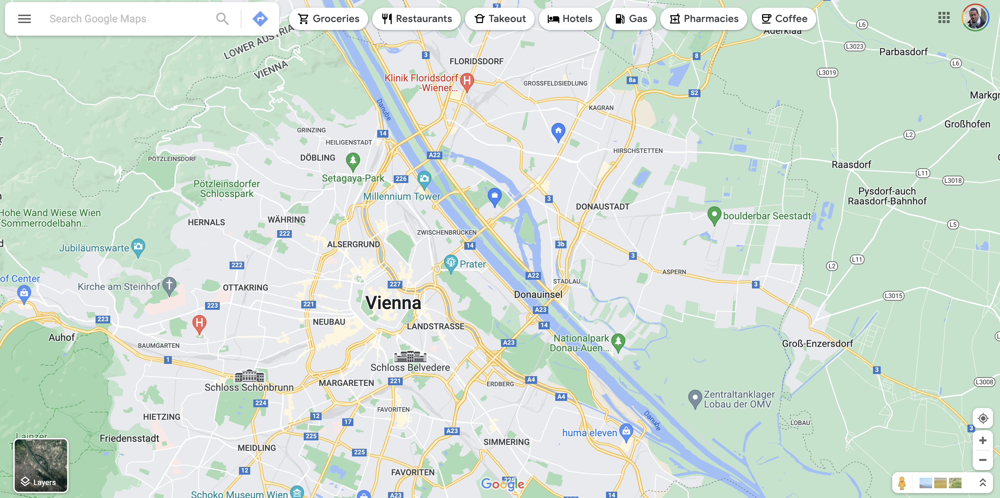 Search Google Maps
Groceries
Restaurants
Takeout
Hotels
Gas
Pharmacies
Coffee
7
L6
Aderklaa
LOWER AUSTRIA
VIENNA
3
FLORIDSDORF
8
L3023
Parbasdorf
L6
L3019
Klinik Floridsdorf
-Wiener...
GROSSFELDSIEDLUNG
8a
S2
Markgr
Danube
KAGRAN
GRINZING
14
HEILIGENSTADT
Großhofen
L2
PÖTZLEINSDORF
DÖBLING
A22
HIRSCHSTETTEN
Raasdorf
L11
L3018
Setagaya-Park
226
Pötzleinsdorfer
Schlosspark
Millennium Tower
3
DONAUSTADT
Pysdorf-auch
Raasdorf-Bahnhof
Hohe Wand Wiese Wien
(Sommerrodelbahn...
HERNALS
WÄHRING
boulderbar Seestadt
L5
222
ZWISCHENBRÜCKEN
Jubiläumswarte
ALSERGRUND
14
3b
3
L11
222
Prater
L2
of Center
A22
ASPERN
STADLAU
3
Kirche am Steinhof
OTTAKRING
227
Donauinsel
L3015
223
221
Vienna
A23
223
NEUBAU
LANDSTRASSE
14
Auhof
BAUMGARTEN
A23
Nationalpark
Donau-Auen...
Groß-Enzersdorf
1
Schloss Belvedere
3
Schloss Schönbrunn
MARGARETEN
221
A4
ERDBERG
L3008
224
A4
Zentraltanklager
Lobau der OMV
FAVORITEN
HIETZING
12
17
Danube
LOBAU
Lainzer
A23
huma eleven
3
Friedensstadt
225
MEIDLING
225
SIMMERING
12
FAVORITEN
225
Google
Layers
Schoko Museum Wien
A23
14